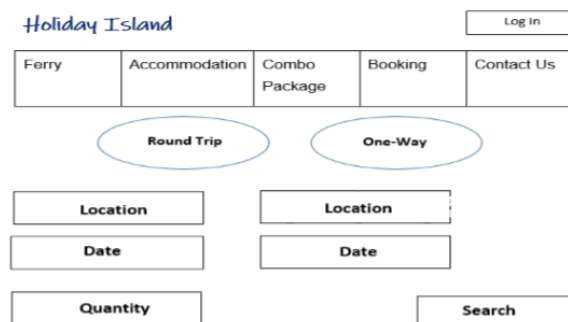 Holiday Island
Log in
Ferry
Accommodation
Combo
Package
Booking
Contact Us
Round Trip
One-Way
Location
Location
Date
Date
Quantity
Search